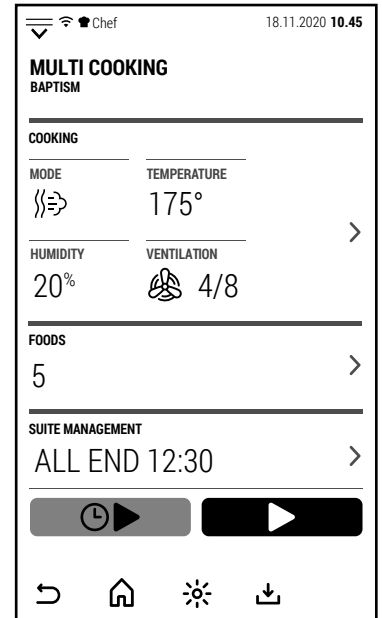 Chef 18.11.2020 10.45
MULTI COOKING
BAPTISM
COOKING
MODE TEMPERATURE
175°
HUMIDITY VENTILATION
20% 4/8
FOODS
5
SUITE MANAGEMENT
ALL END 12:30